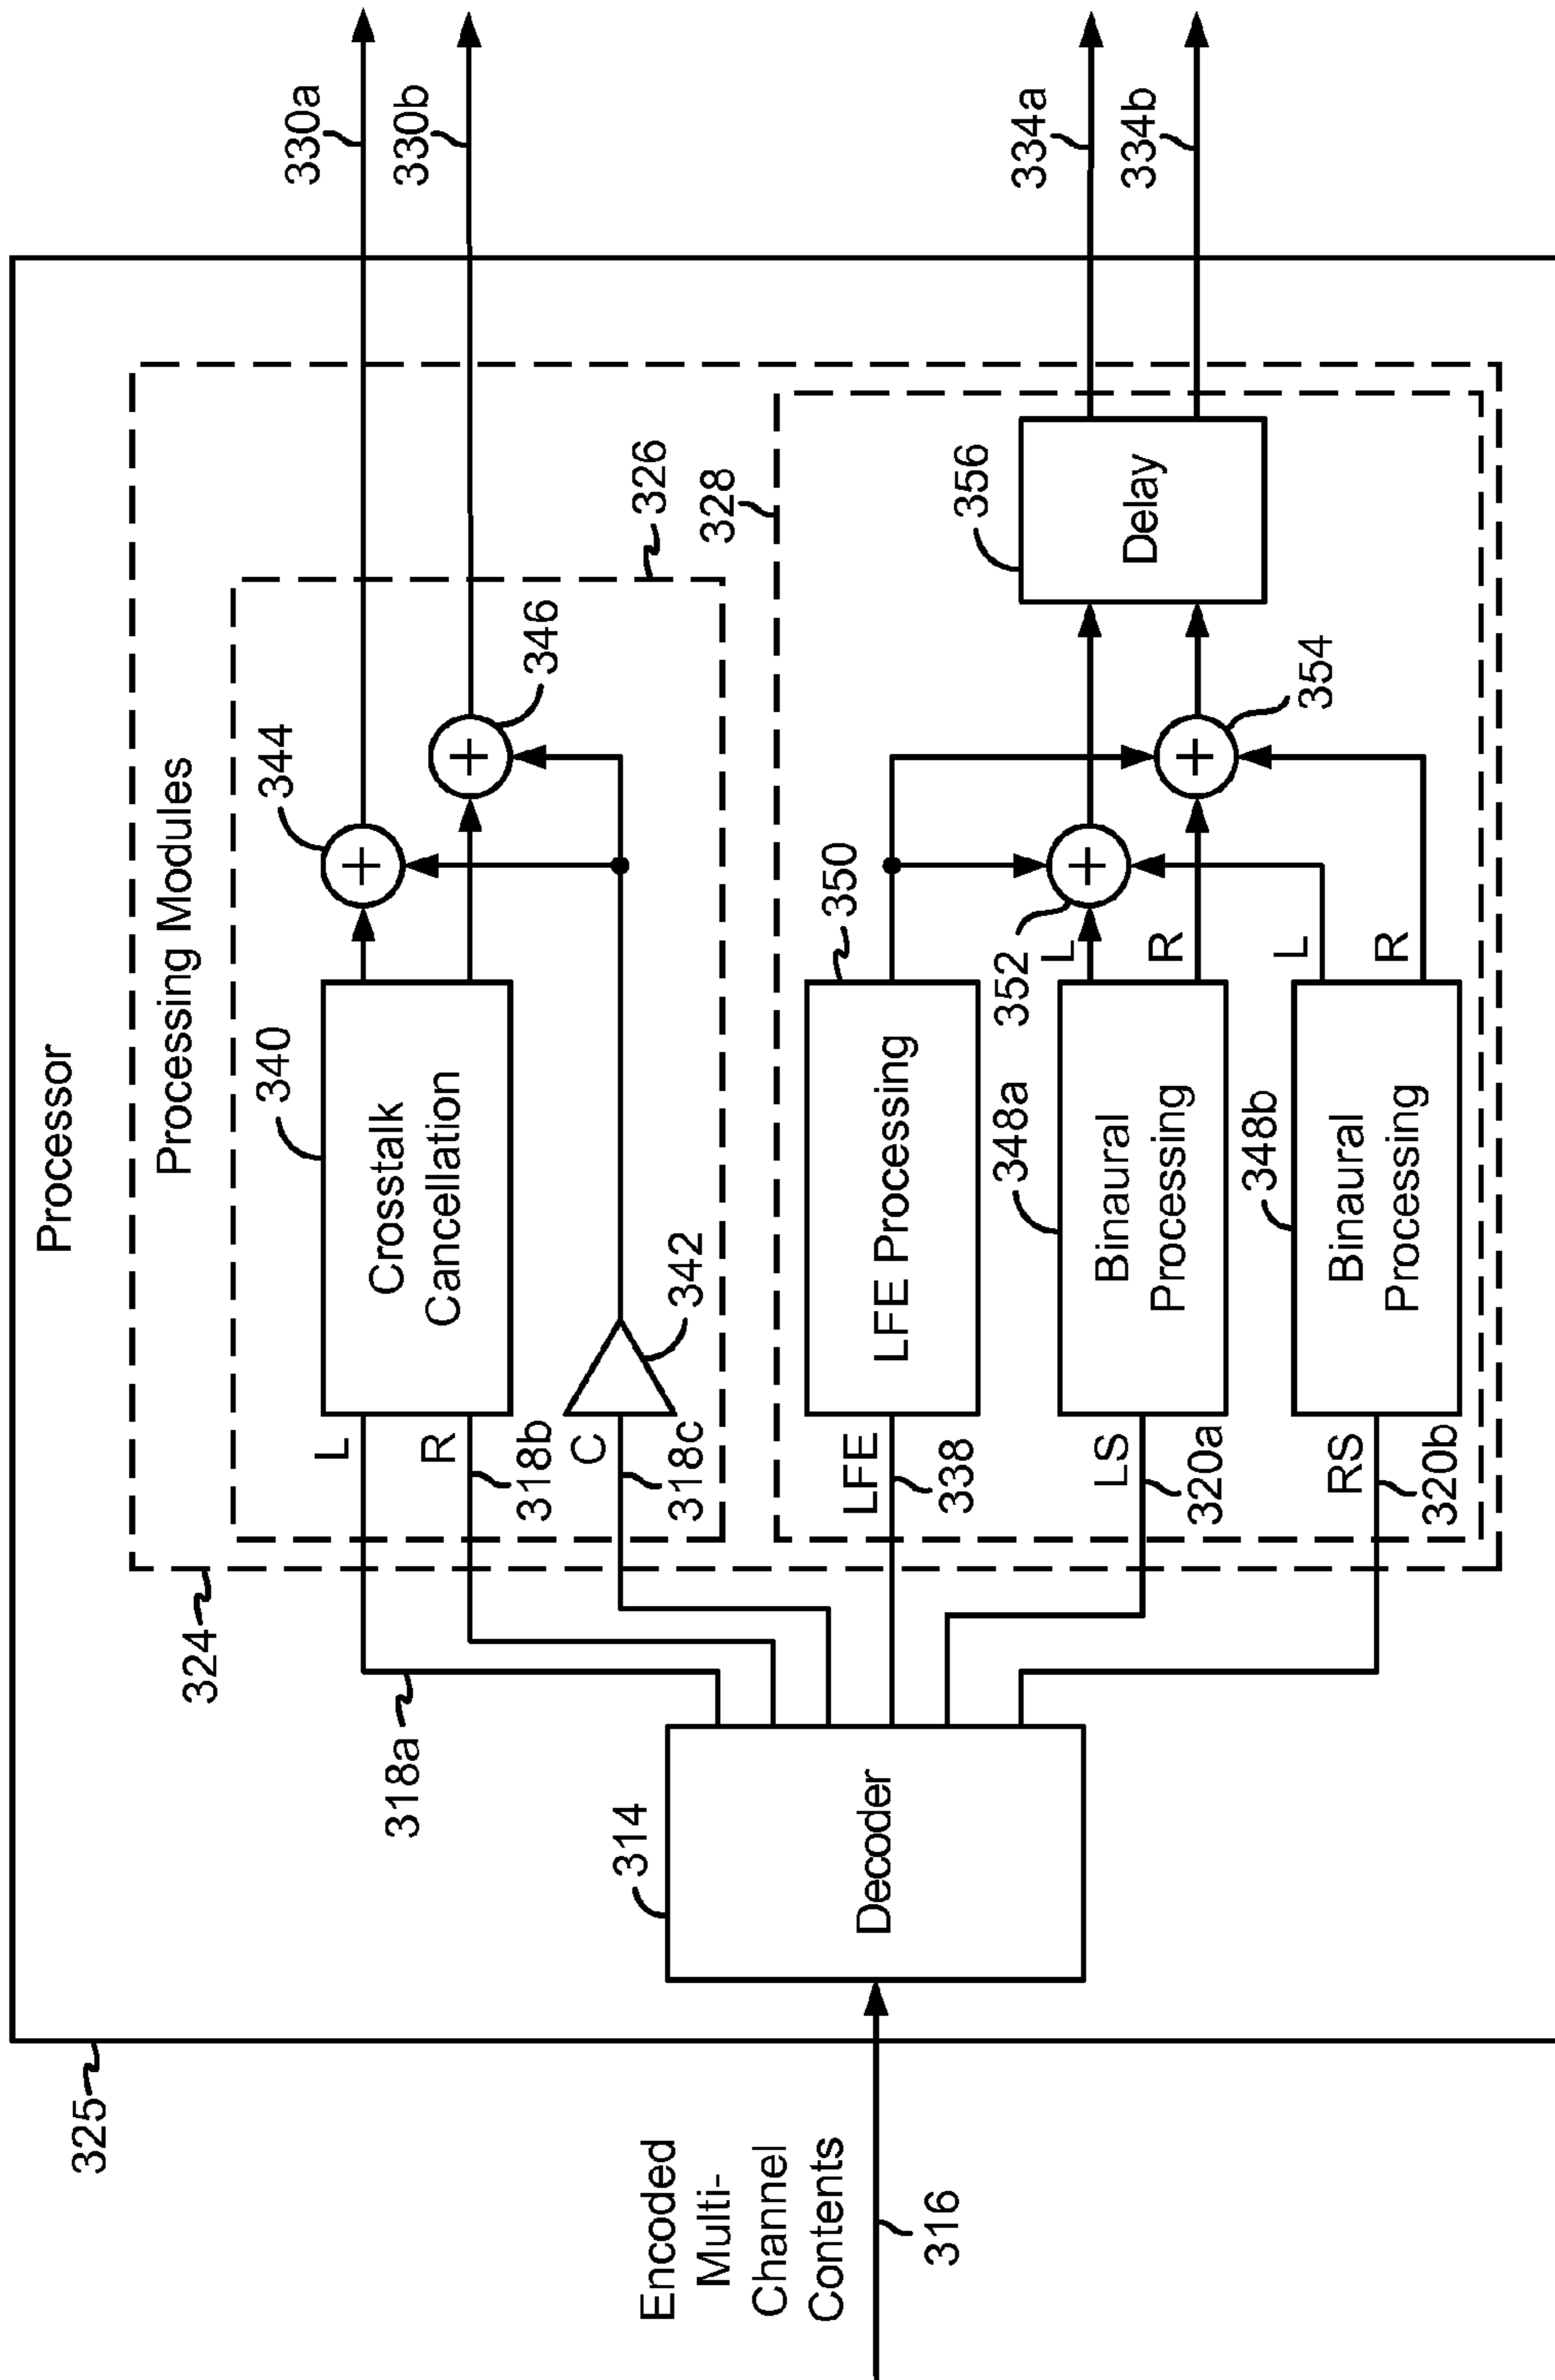 Processor
325
Processing Modules
324
330a
330b
334a
334b
326
328
340
Crosstalk
Cancellation
344
346
342
L
R
C
318a
318b
318c
314
Decoder
Encoded
Multi-
Channel
Contents
316
LFE
338
LFE Processing
350
LS
320a
348a
Binaural
Processing
L
R
352
RS
320b
348b
Binaural
Processing
L
R
354
356
Delay
+
+
+
+